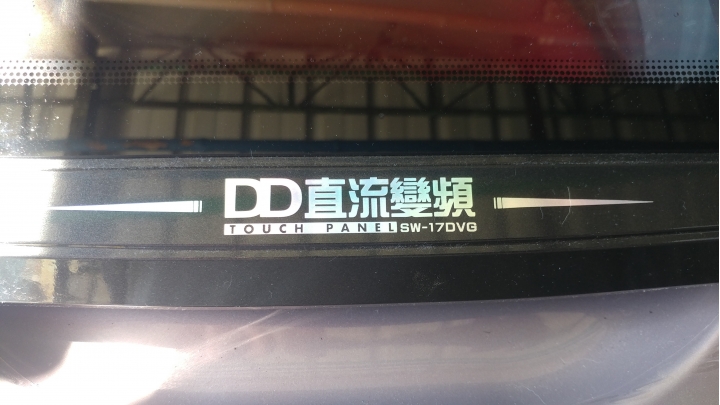 DD直流變頻
TOUCH PANEL SW-17DVG